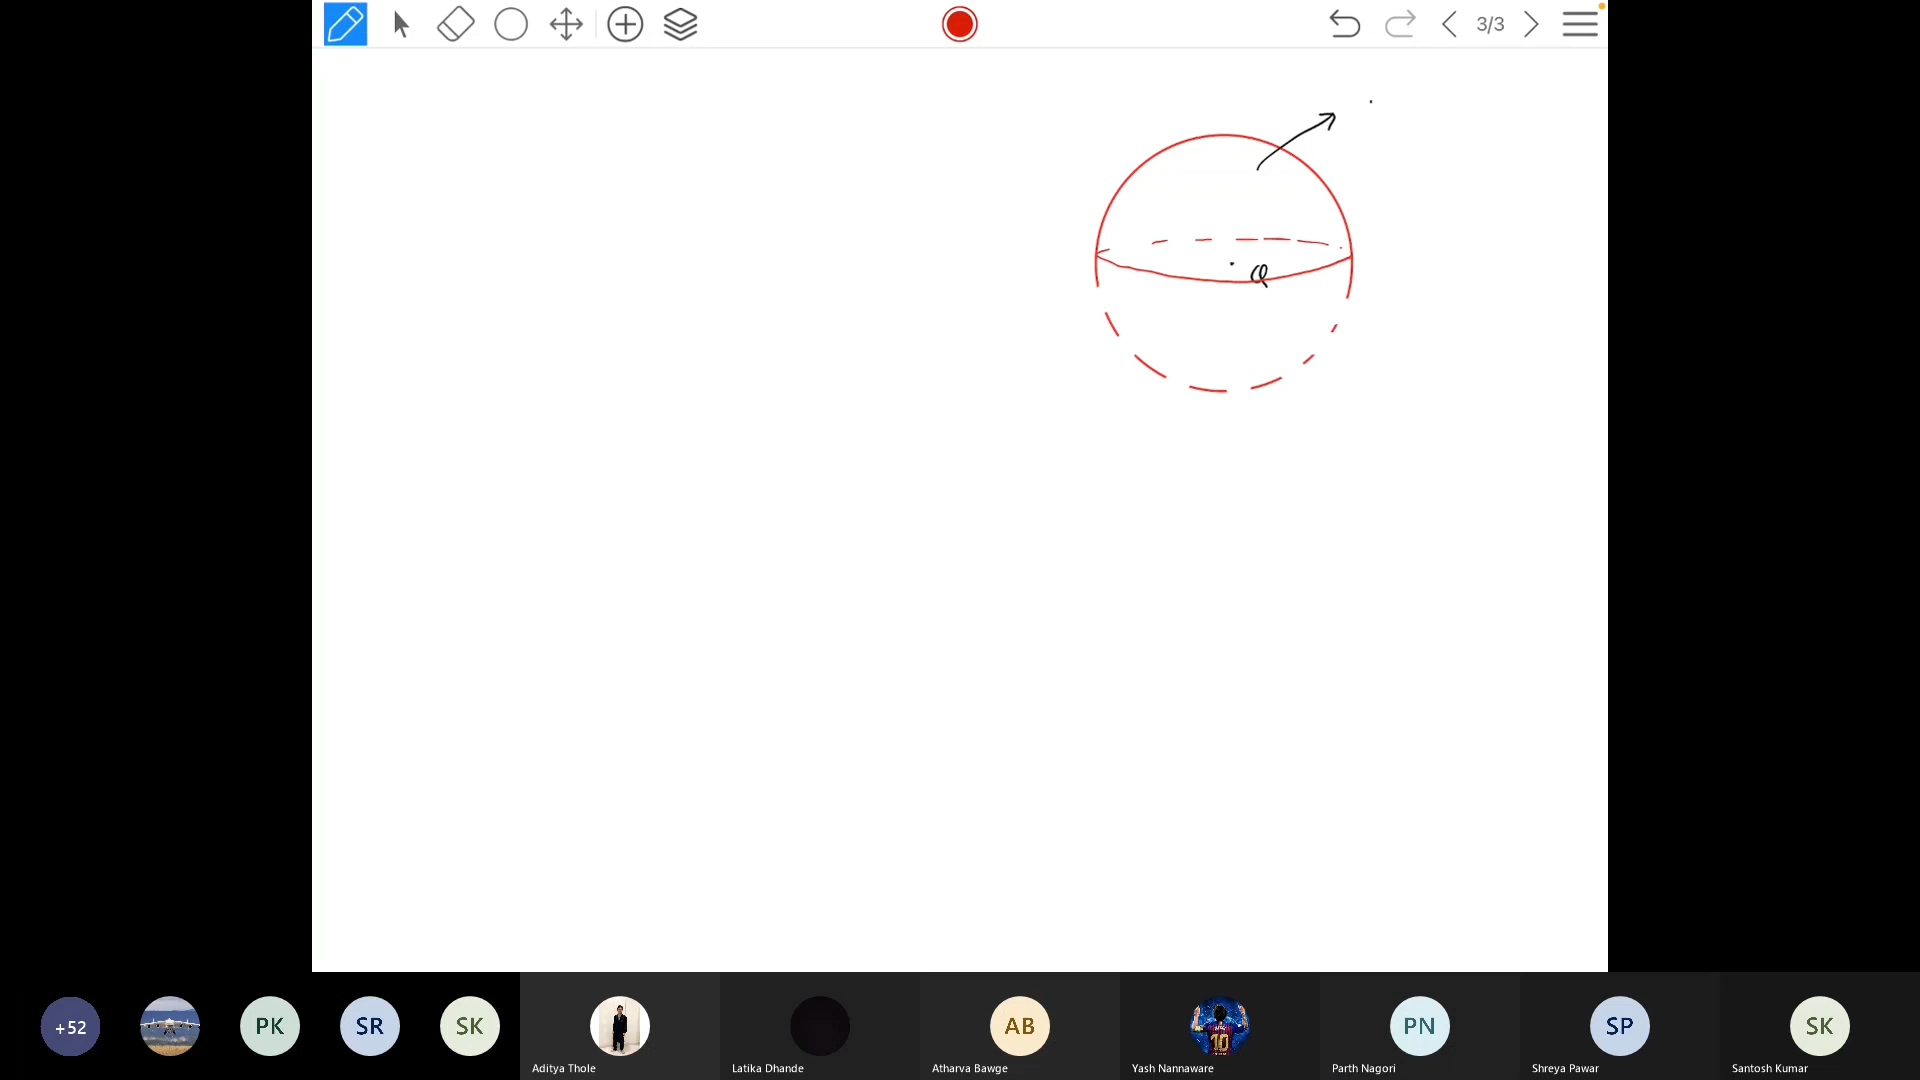 3/3
Q
+52
PK
SR
SK
AB
10
PN
SP
SK
Aditya Thole
Latika Dhande
Atharva Bawge
Yash Nannaware
Parth Nagori
Shreya Pawar
Santosh Kumar